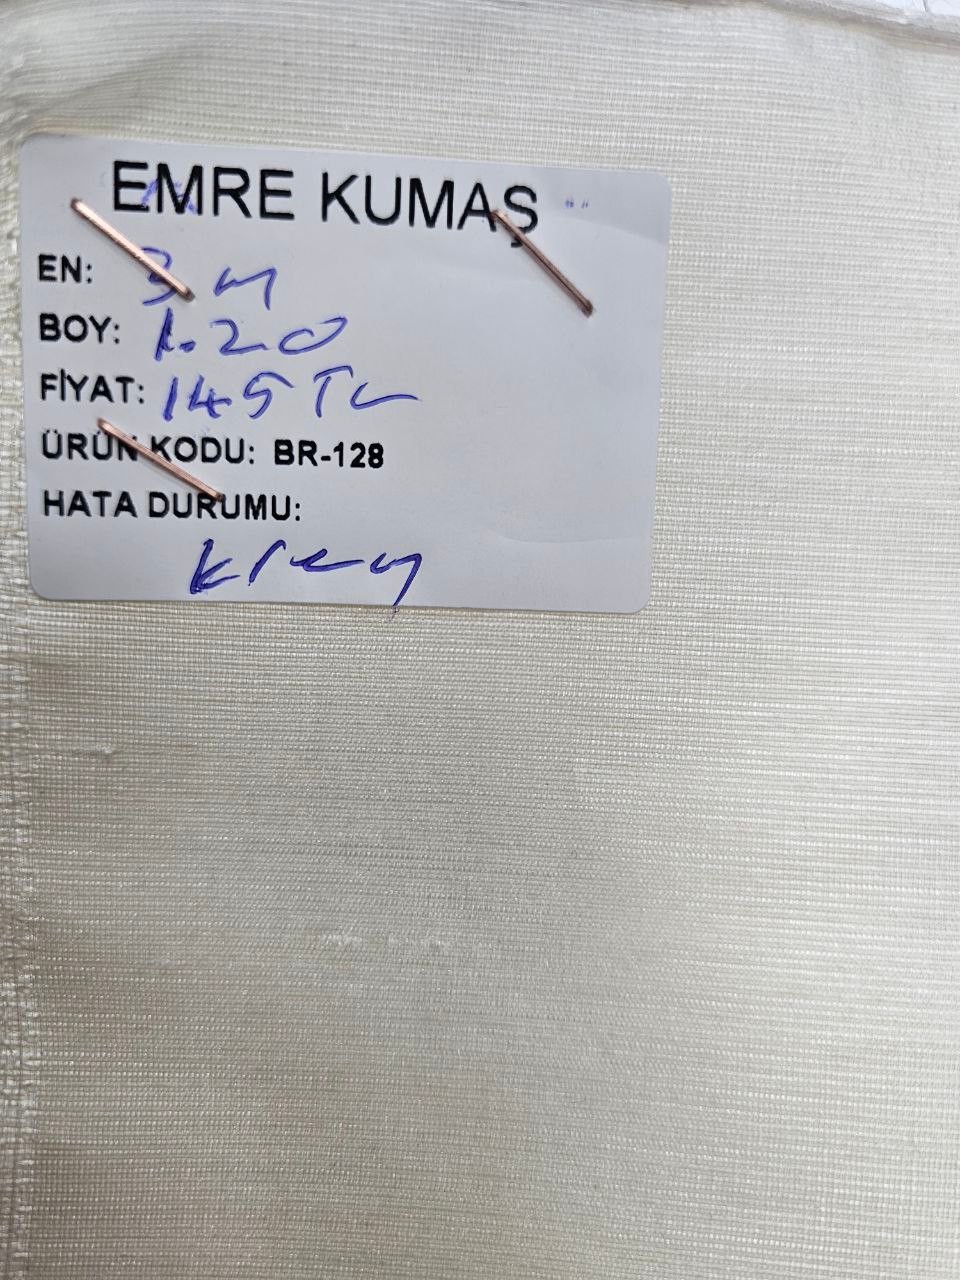 EMRE KUMAŞ
EN: 3 m
BOY: 1.20
FİYAT: 145 TL
ÜRÜN KODU: BR-128
HATA DURUMU:
krem